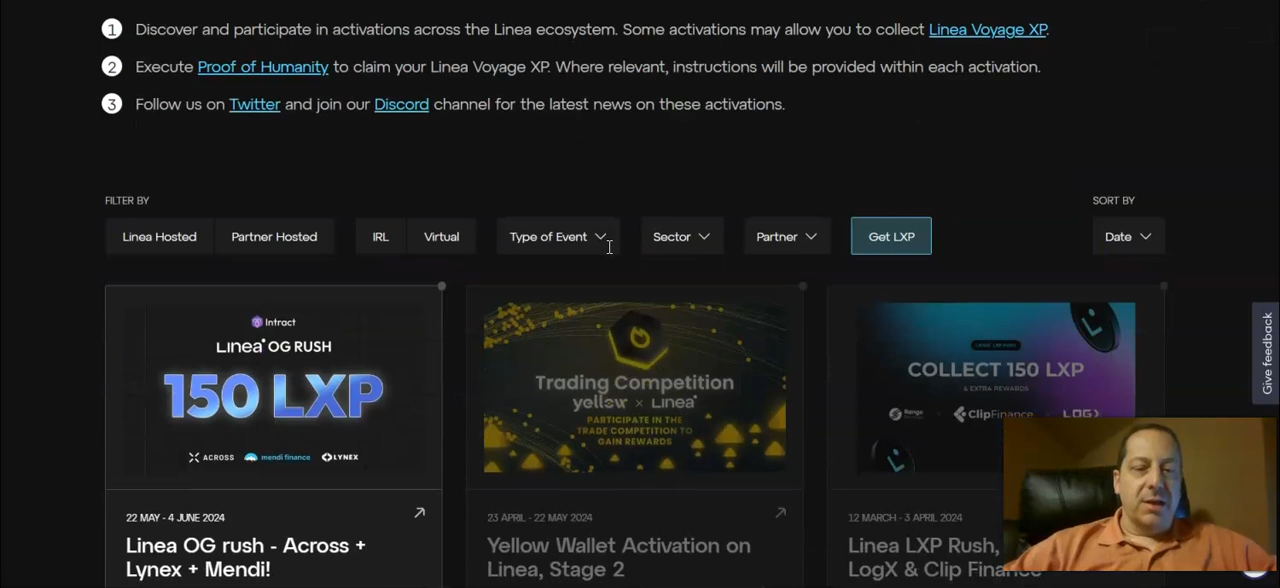 1 Discover and participate in activations across the Linea ecosystem. Some activations may allow you to collect Linea Voyage XP.
2 Execute Proof of Humanity to claim your Linea Voyage XP. Where relevant, instructions will be provided within each activation.
3 Follow us on Twitter and join our Discord channel for the latest news on these activations.
FILTER BY
SORT BY
Linea Hosted
Partner Hosted
IRL
Virtual
Type of Event
Sector
Partner
Get LXP
Date
Give feedback
Intract
Linea OG RUSH
150 LXP
ACROSS
mendi finance
LYNEX
22 MAY - 4 JUNE 2024
Linea OG rush - Across +
Lynex + Mendi!
Trading Competition
yellow × Linea
PARTICIPATE IN THE
TRADE COMPETITION TO
GAIN REWARDS
23 APRIL - 22 MAY 2024
Yellow Wallet Activation on
Linea, Stage 2
COLLECT 150 LXP
& EXTRA REWARDS
Range
ClipFinance
LOG
12 MARCH - 3 APRIL 2024
Linea LXP Rush,
LogX & Clip Finance